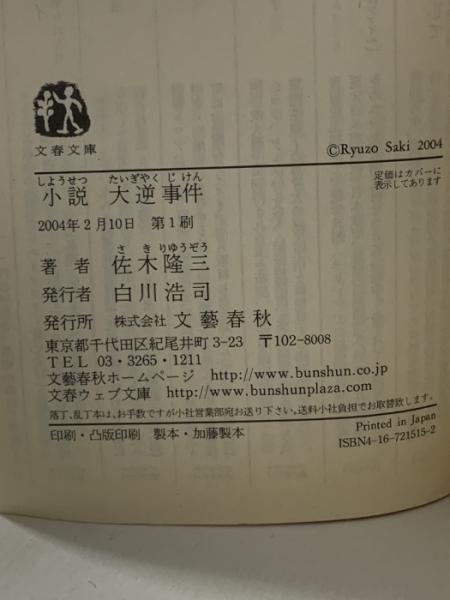 文春文庫
©Ryuzo Saki 2004
しようせつ たいぎやくじけん
小説 大逆事件
定価はカバーに
表示してあります
2004年2月10日 第1刷
さ き りゆうぞう
著者 佐木隆三
発行者 白川浩司
発行所 株式会社 文藝春秋
東京都千代田区紀尾井町3-23 〒102-8008
TEL 03・3265・1211
文藝春秋ホームページ http://www.bunshun.co.jp
文春ウェブ文庫 http://www.bunshunplaza.com
落丁、乱丁本は、お手数ですが小社営業部宛お送り下さい。送料小社負担でお取替致します。
印刷・凸版印刷 製本・加藤製本
Printed in Japan
ISBN4-16-721515-2